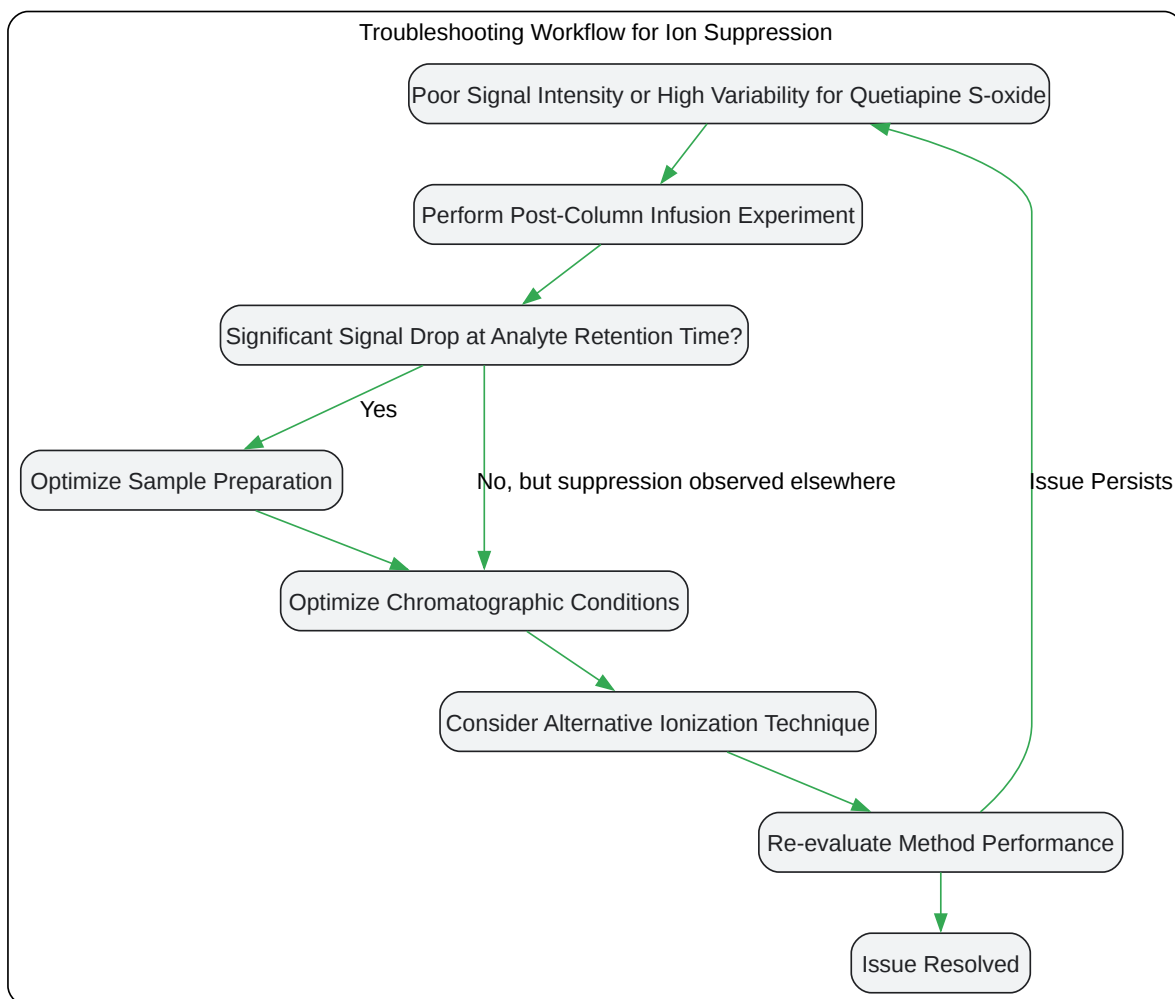 Troubleshooting Workflow for Ion Suppression
Poor Signal Intensity or High Variability for Quetiapine S-oxide
Perform Post-Column Infusion Experiment
Significant Signal Drop at Analyte Retention Time?
Yes
Optimize Sample Preparation
No, but suppression observed elsewhere
Issue Persists
Optimize Chromatographic Conditions
Consider Alternative Ionization Technique
Re-evaluate Method Performance
Issue Resolved